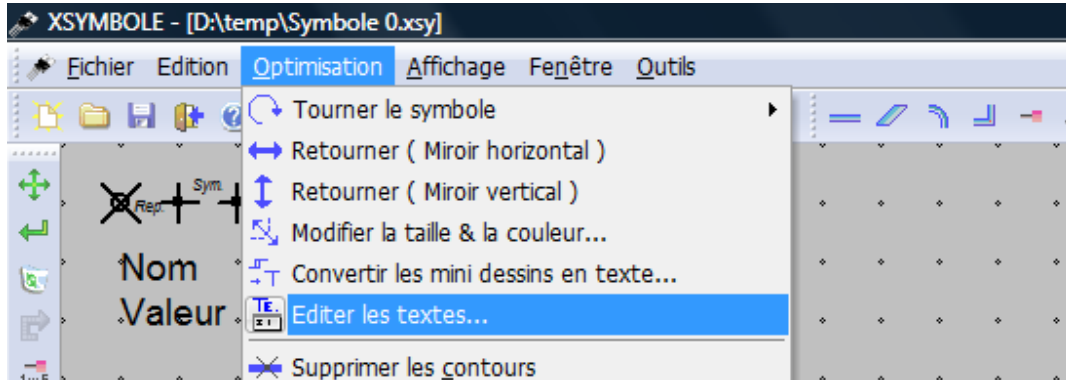 XSYMBOLE - [D:\temp\Symbole 0.xsy]
Fichier Edition Optimisation Affichage Fenêtre Outils
Tourner le symbole
Retourner ( Miroir horizontal )
Retourner ( Miroir vertical )
Modifier la taille & la couleur...
Convertir les mini dessins en texte...
TE. Editer les textes...
Supprimer les contours
Rep. Sym.
Nom
Valeur